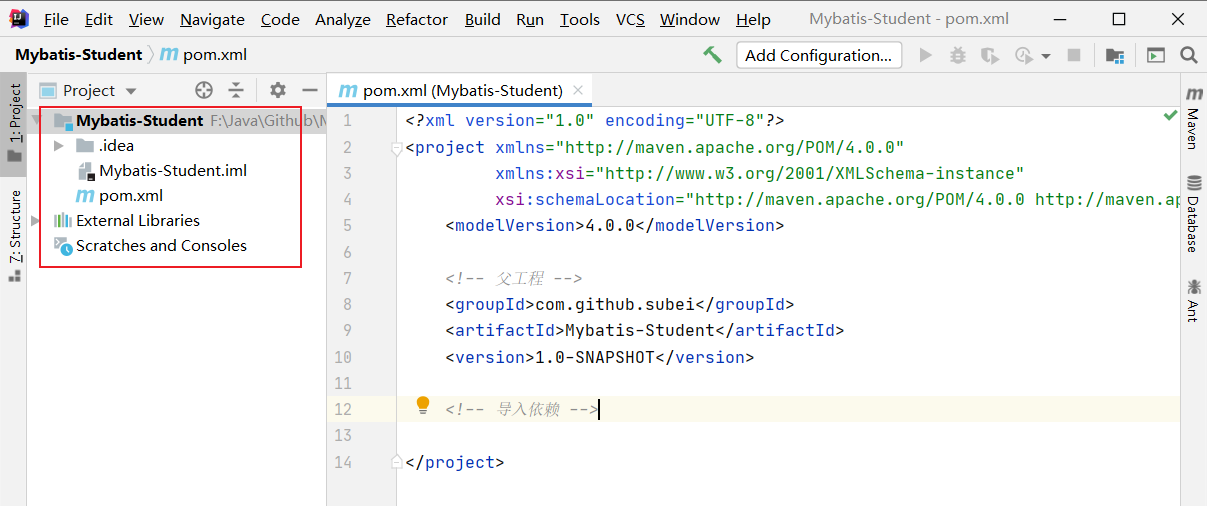 File Edit View Navigate Code Analyze Refactor Build Run Tools VCS Window Help Mybatis-Student - pom.xml
Mybatis-Student pom.xml Add Configuration...
1: Project
7: Structure
Project
Mybatis-Student F:\Java\Github\M
.idea
Mybatis-Student.iml
pom.xml
External Libraries
Scratches and Consoles
pom.xml (Mybatis-Student)
1 <?xml version="1.0" encoding="UTF-8"?>
2 <project xmlns="http://maven.apache.org/POM/4.0.0"
3 xmlns:xsi="http://www.w3.org/2001/XMLSchema-instance"
4 xsi:schemaLocation="http://maven.apache.org/POM/4.0.0 http://maven.ap
5 <modelVersion>4.0.0</modelVersion>
6
7 <!-- 父工程 -->
8 <groupId>com.github.subei</groupId>
9 <artifactId>Mybatis-Student</artifactId>
10 <version>1.0-SNAPSHOT</version>
11
12 <!-- 导入依赖 -->
13
14 </project>
Maven
Database
Ant